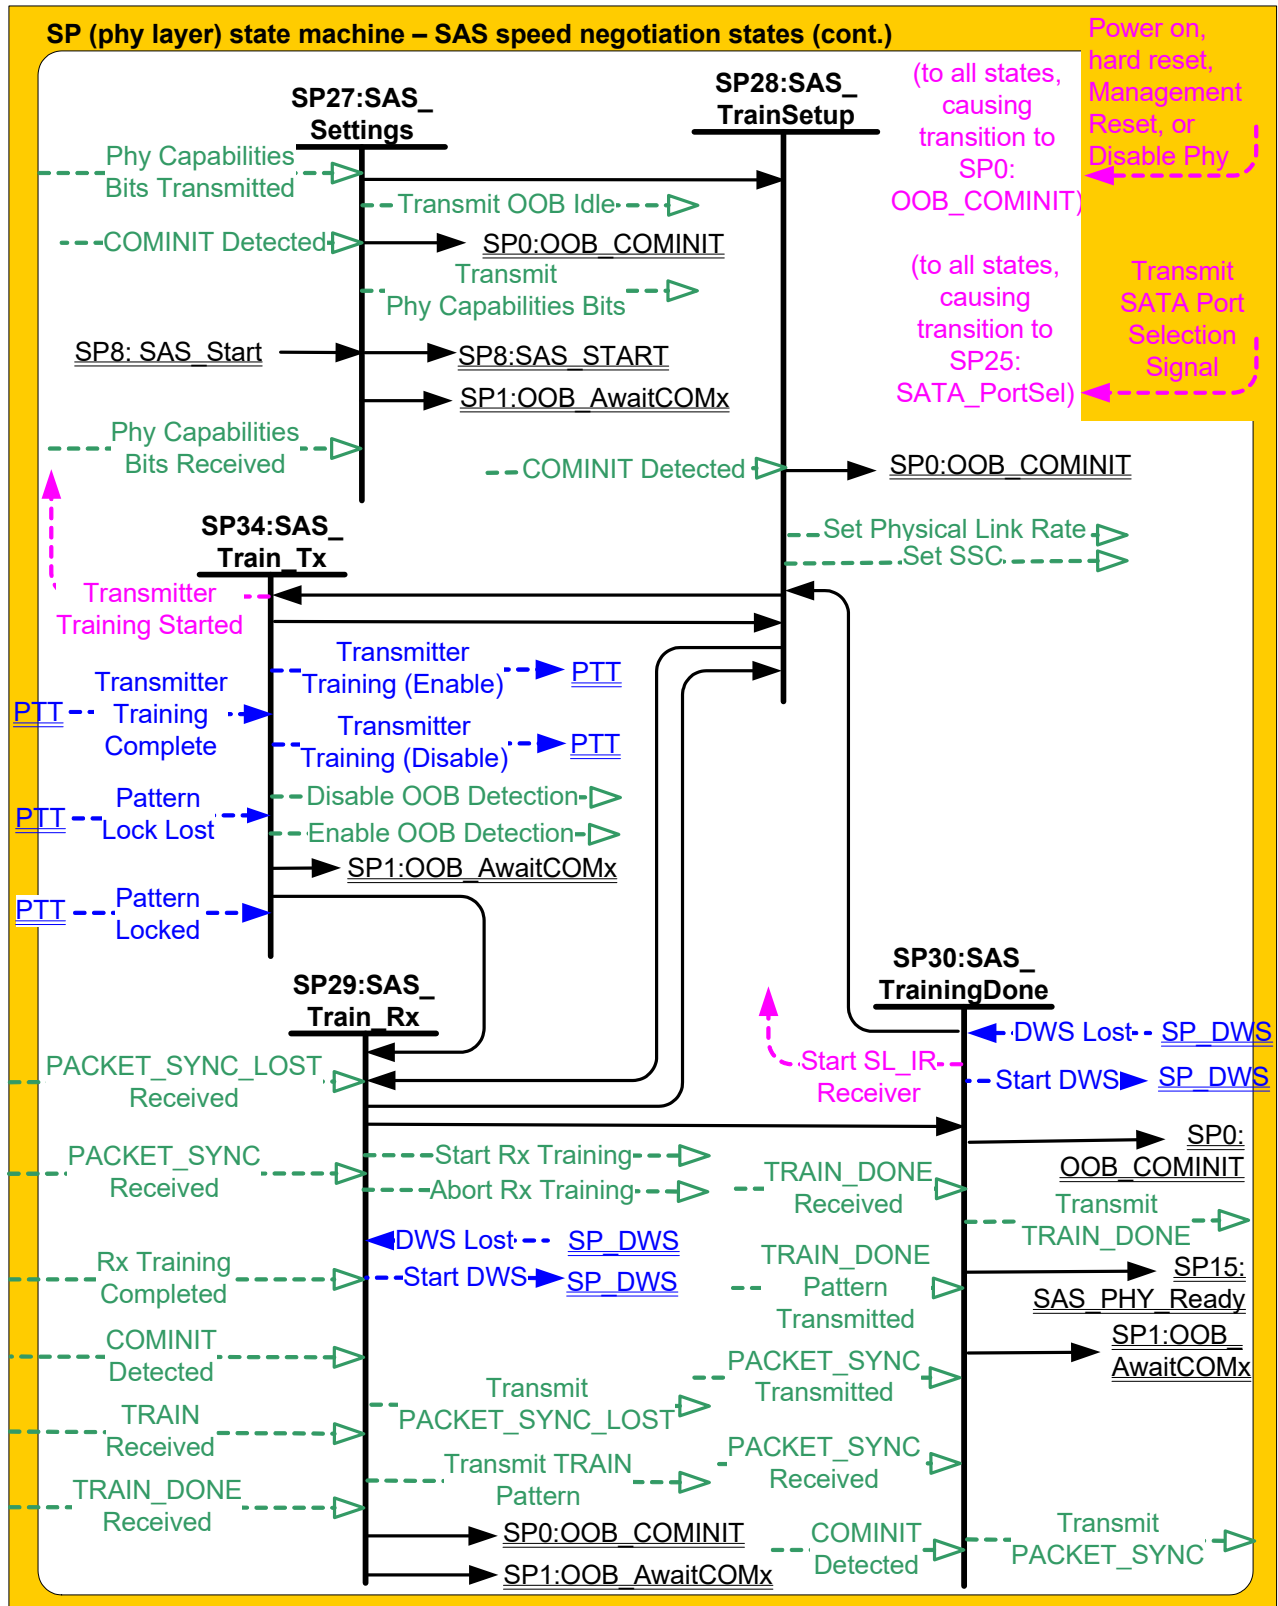 SP (phy layer) state machine – SAS speed negotiation states (cont.)
Power on,
hard reset,
Management
Reset, or
Disable Phy
(to all states,
causing
transition to
SP0:
OOB_COMINIT)
(to all states,
causing
transition to
SP25:
SATA_PortSel)
Transmit
SATA Port
Selection
Signal
SP27:SAS_
Settings
Phy Capabilities
Bits Transmitted
Transmit OOB Idle
COMINIT Detected
SP0:OOB_COMINIT
Transmit
Phy Capabilities Bits
SP8: SAS_Start
SP8:SAS_START
SP1:OOB_AwaitCOMx
Phy Capabilities
Bits Received
SP28:SAS_
TrainSetup
COMINIT Detected
SP0:OOB_COMINIT
Set Physical Link Rate
Set SSC
SP34:SAS_
Train_Tx
Transmitter
Training Started
Transmitter
Training (Enable)
PTT
PTT
Transmitter
Training
Complete
Transmitter
Training (Disable)
PTT
Disable OOB Detection
PTT
Pattern
Lock Lost
Enable OOB Detection
SP1:OOB_AwaitCOMx
PTT
Pattern
Locked
SP29:SAS_
Train_Rx
PACKET_SYNC_LOST
Received
PACKET_SYNC
Received
Start Rx Training
Abort Rx Training
DWS Lost
SP_DWS
Start DWS
SP_DWS
Rx Training
Completed
COMINIT
Detected
Transmit
PACKET_SYNC_LOST
TRAIN
Received
Transmit TRAIN
Pattern
TRAIN_DONE
Received
SP0:OOB_COMINIT
SP1:OOB_AwaitCOMx
SP30:SAS_
TrainingDone
DWS Lost
SP_DWS
Start SL_IR
Receiver
Start DWS
SP_DWS
SP0:
OOB_COMINIT
TRAIN_DONE
Received
Transmit
TRAIN_DONE
TRAIN_DONE
Pattern
Transmitted
SP15:
SAS_PHY_Ready
SP1:OOB_
AwaitCOMx
PACKET_SYNC
Transmitted
PACKET_SYNC
Received
COMINIT
Detected
Transmit
PACKET_SYNC